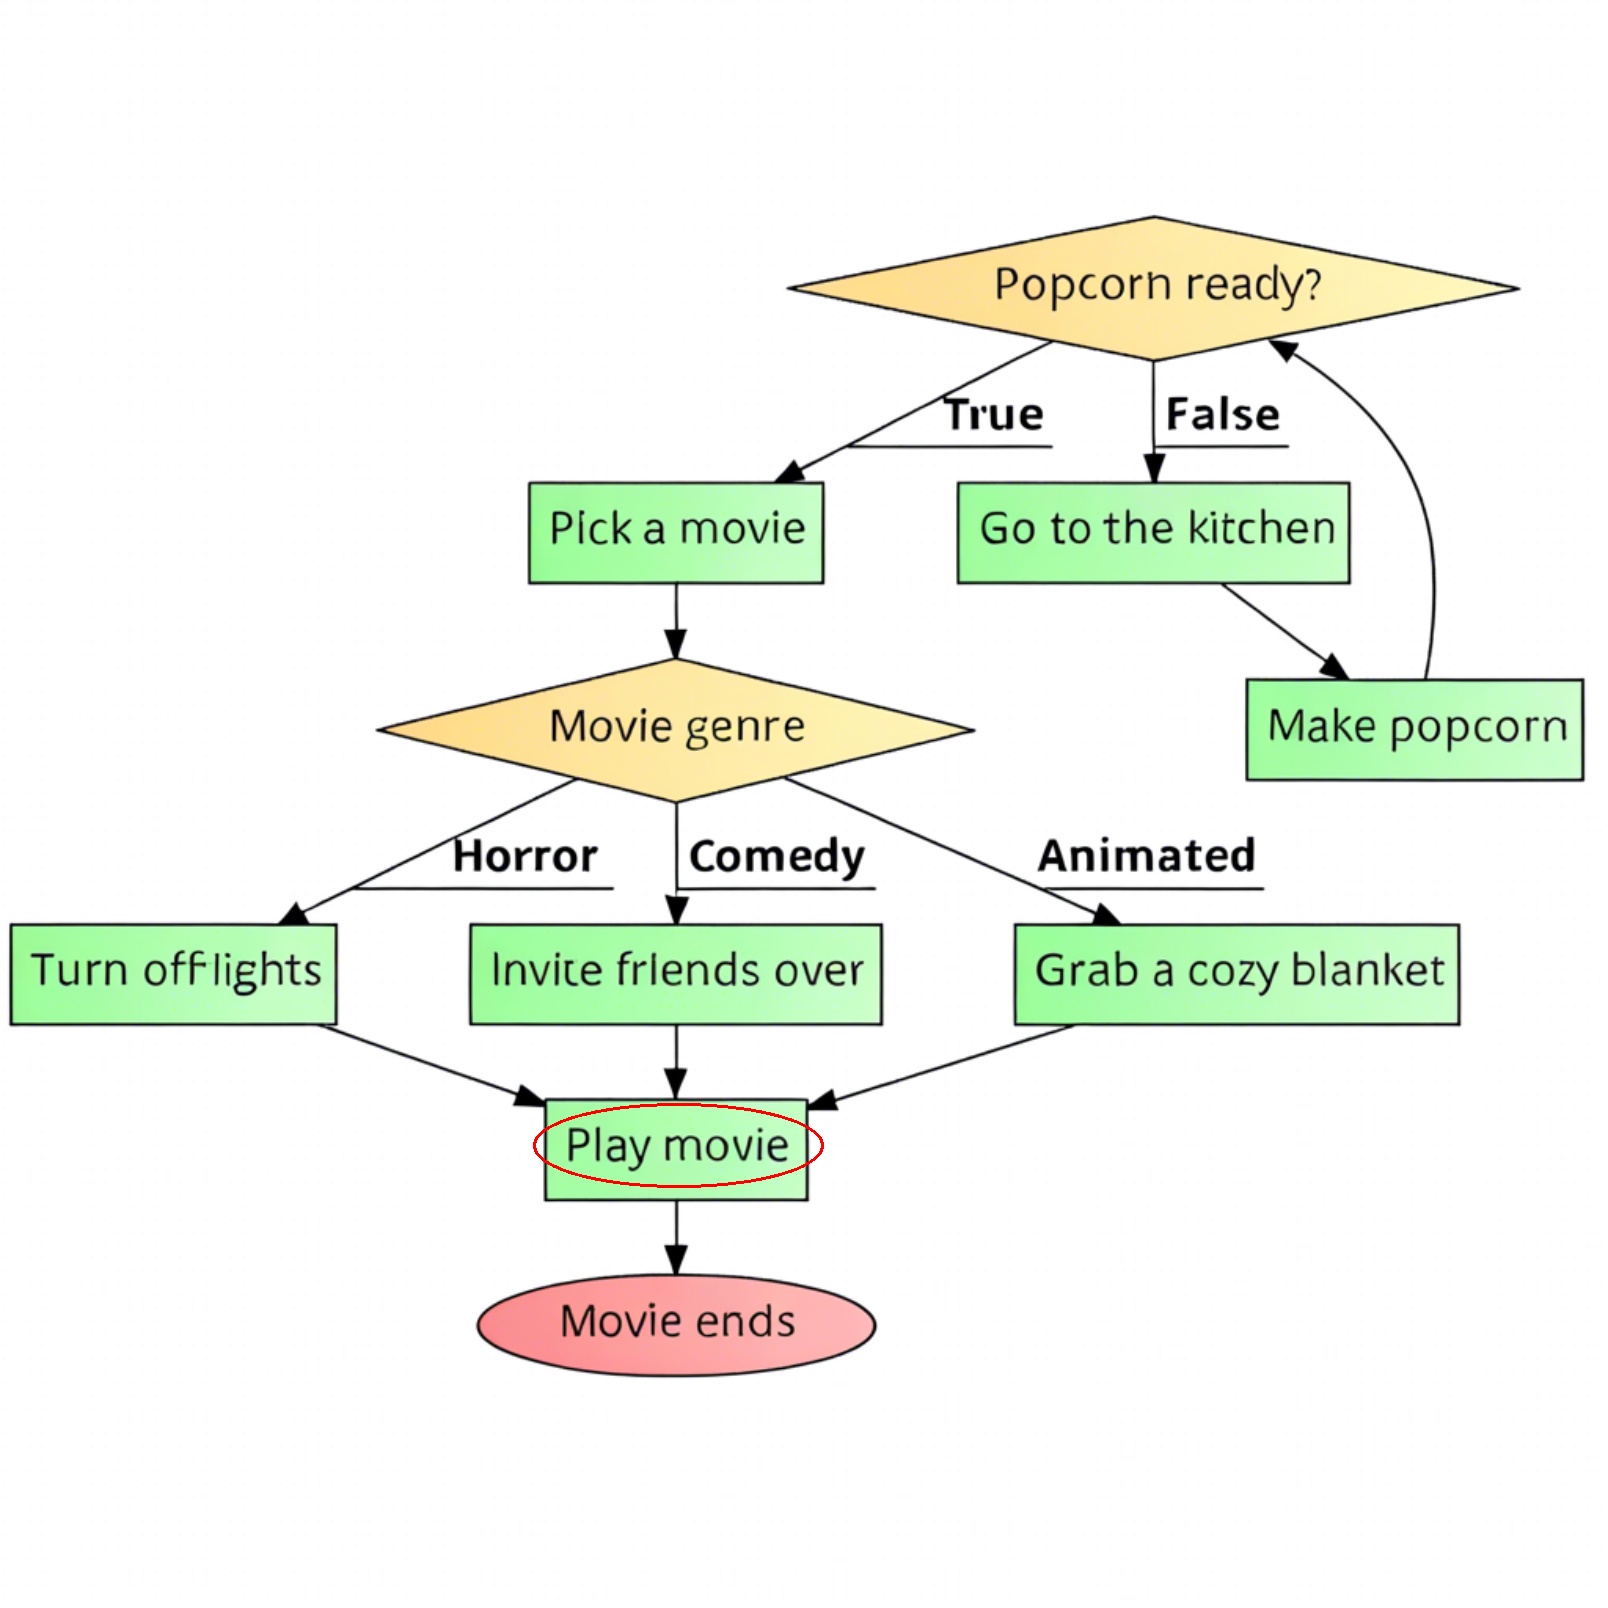 Popcorn ready?
True
False
Pick a movie
Go to the kitchen
Movie genre
Make popcorn
Horror
Comedy
Animated
Turn off lights
Invite friends over
Grab a cozy blanket
Play movie
Movie ends